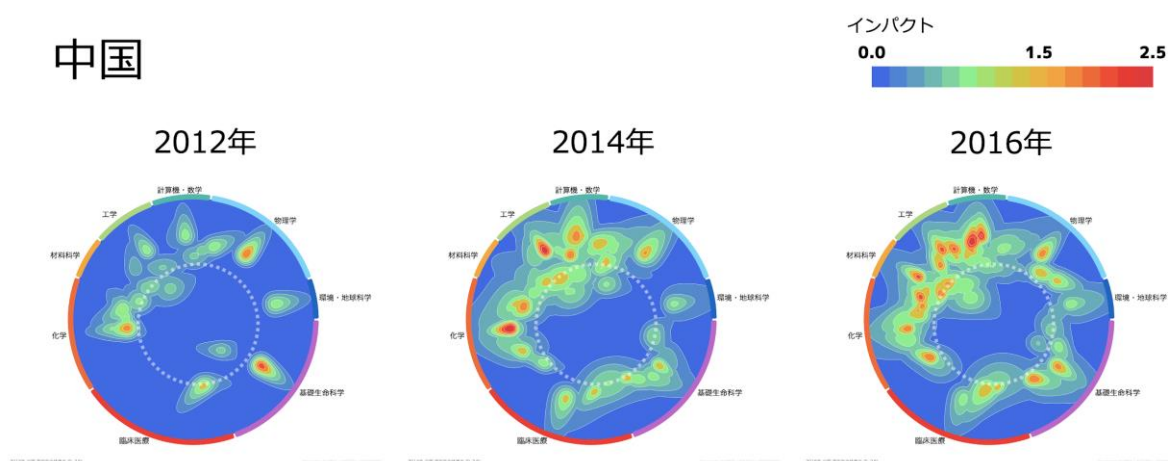 中国
インパクト
0.0 1.5 2.5
2012年
2014年
2016年
計算機・数学
工学
物理学
材料科学
環境・地球科学
化学
基礎生命科学
臨床医療
計算機・数学
工学
物理学
材料科学
環境・地球科学
化学
基礎生命科学
臨床医療
計算機・数学
工学
物理学
材料科学
環境・地球科学
化学
基礎生命科学
臨床医療